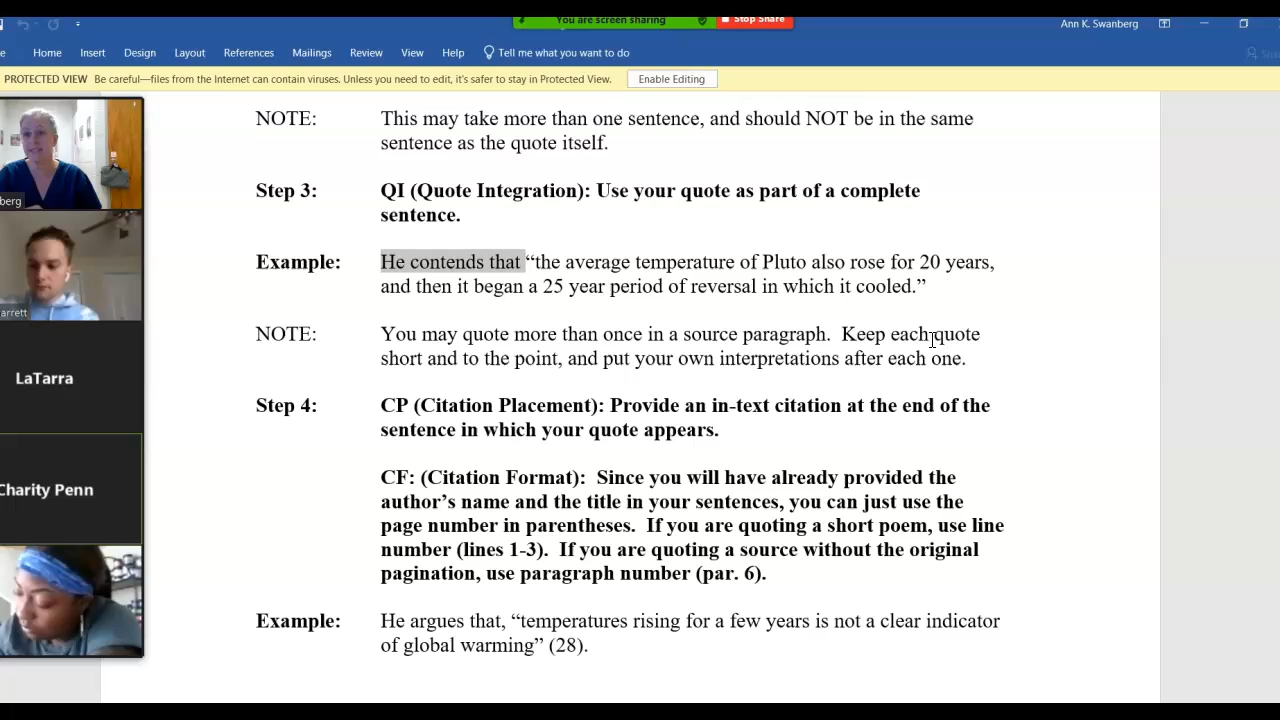 You are screen sharing
Stop Share
Ann K. Swanberg
Home Insert Design Layout References Mailings Review View Help Tell me what you want to do
PROTECTED VIEW Be careful—files from the Internet can contain viruses. Unless you need to edit, it's safer to stay in Protected View. Enable Editing
NOTE: This may take more than one sentence, and should NOT be in the same
sentence as the quote itself.
Step 3: QI (Quote Integration): Use your quote as part of a complete
sentence.
Example: He contends that “the average temperature of Pluto also rose for 20 years,
and then it began a 25 year period of reversal in which it cooled.”
NOTE: You may quote more than once in a source paragraph. Keep each quote
short and to the point, and put your own interpretations after each one.
Step 4: CP (Citation Placement): Provide an in-text citation at the end of the
sentence in which your quote appears.
CF: (Citation Format): Since you will have already provided the
author’s name and the title in your sentences, you can just use the
page number in parentheses. If you are quoting a short poem, use line
number (lines 1-3). If you are quoting a source without the original
pagination, use paragraph number (par. 6).
Example: He argues that, “temperatures rising for a few years is not a clear indicator
of global warming” (28).
berg
arrett
LaTarra
Charity Penn